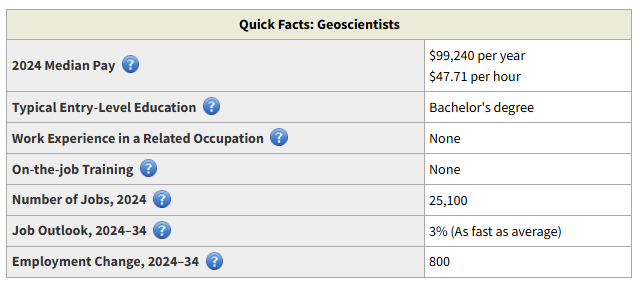 Quick Facts: Geoscientists
2024 Median Pay ?
$99,240 per year
$47.71 per hour
Typical Entry-Level Education ?
Bachelor's degree
Work Experience in a Related Occupation ?
None
On-the-job Training ?
None
Number of Jobs, 2024 ?
25,100
Job Outlook, 2024–34 ?
3% (As fast as average)
Employment Change, 2024–34 ?
800